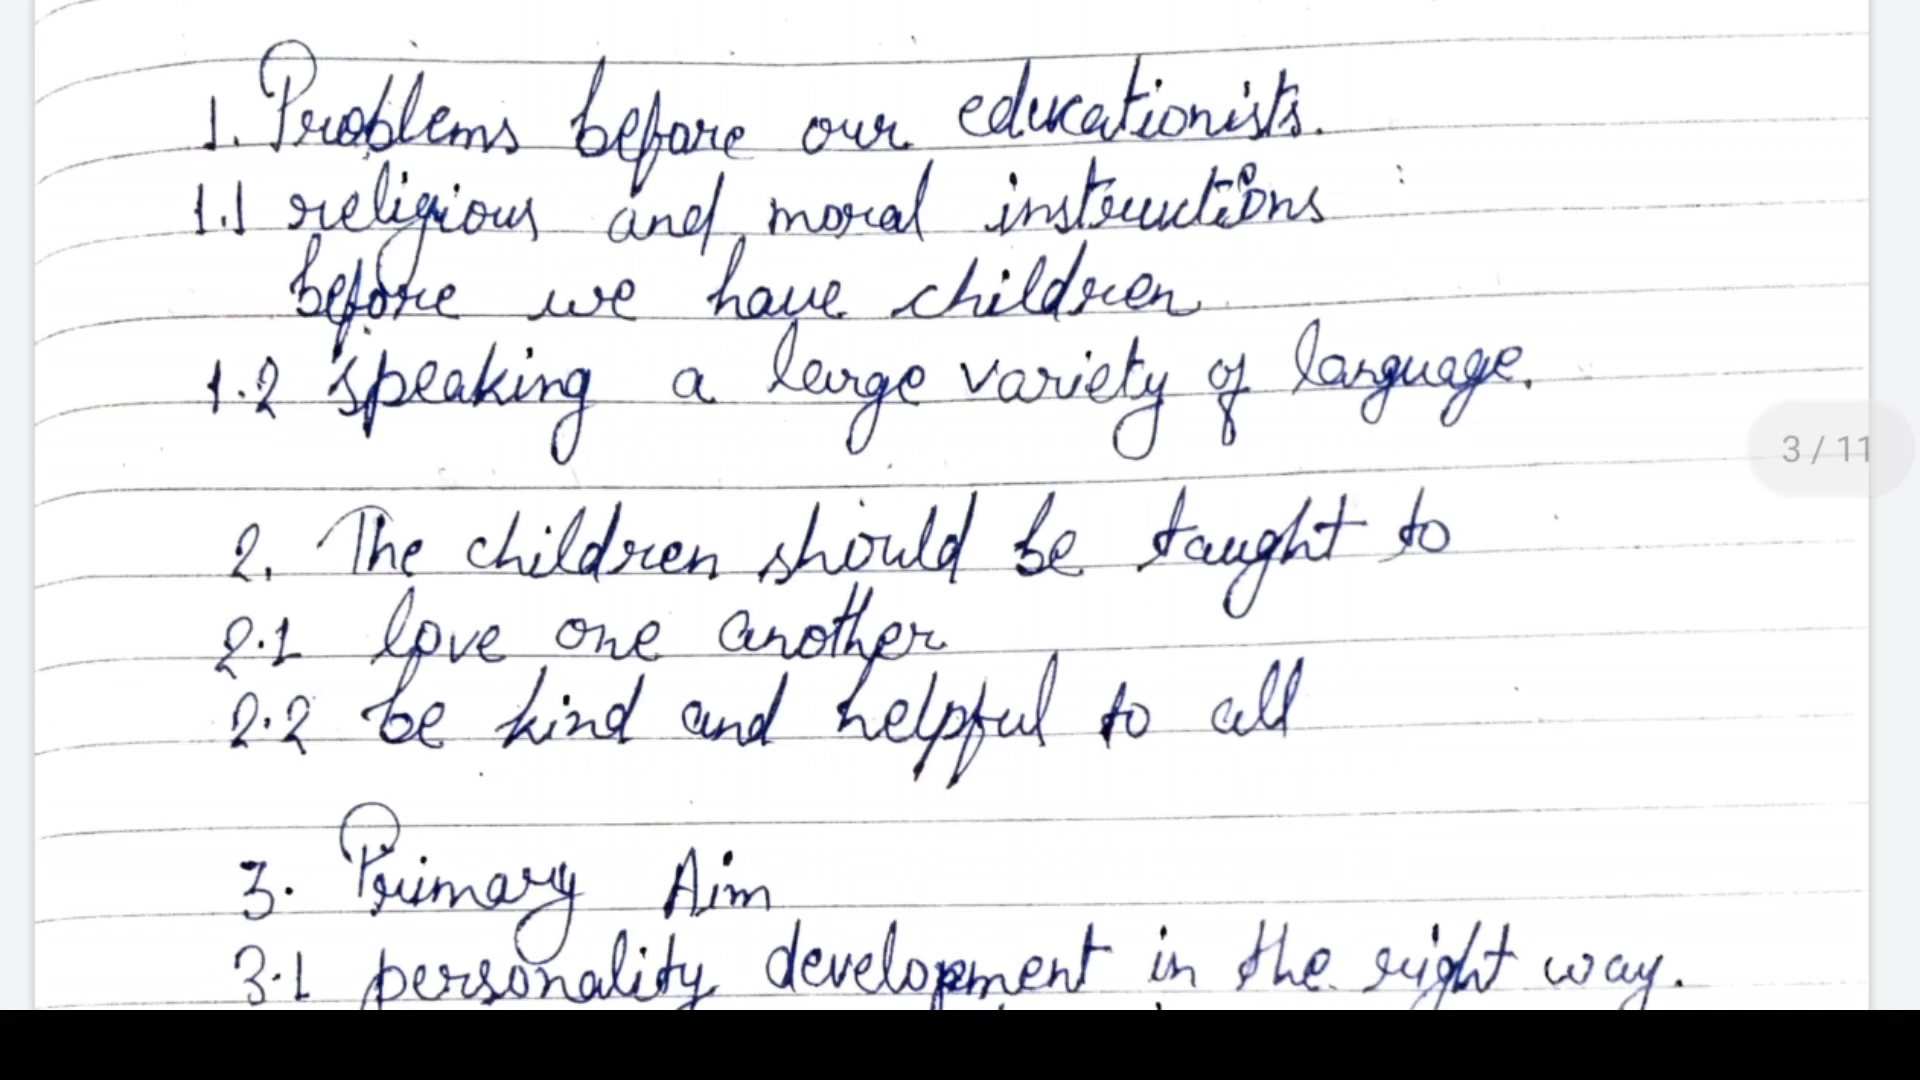 1. Problems before our educationists.
1.1 religious and moral instructions
before we have children
1.2 speaking a large variety of language.
3 / 11
2. The children should be taught to
2.1 love one another
2.2 be kind and helpful to all
3. Primary Aim
3.1 personality development in the right way.